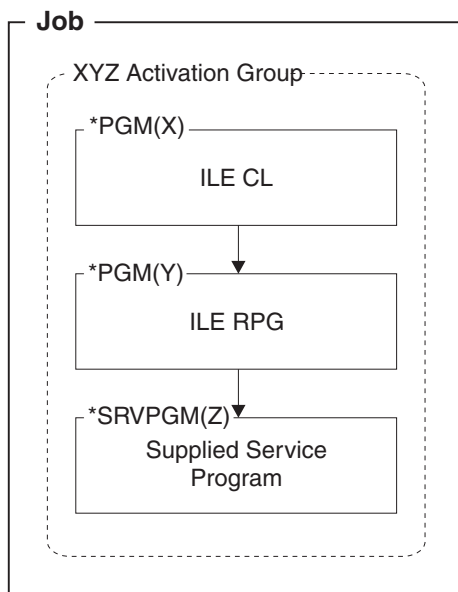 Job
XYZ Activation Group
*PGM(X)
ILE CL
*PGM(Y)
ILE RPG
*SRVPGM(Z)
Supplied Service
Program